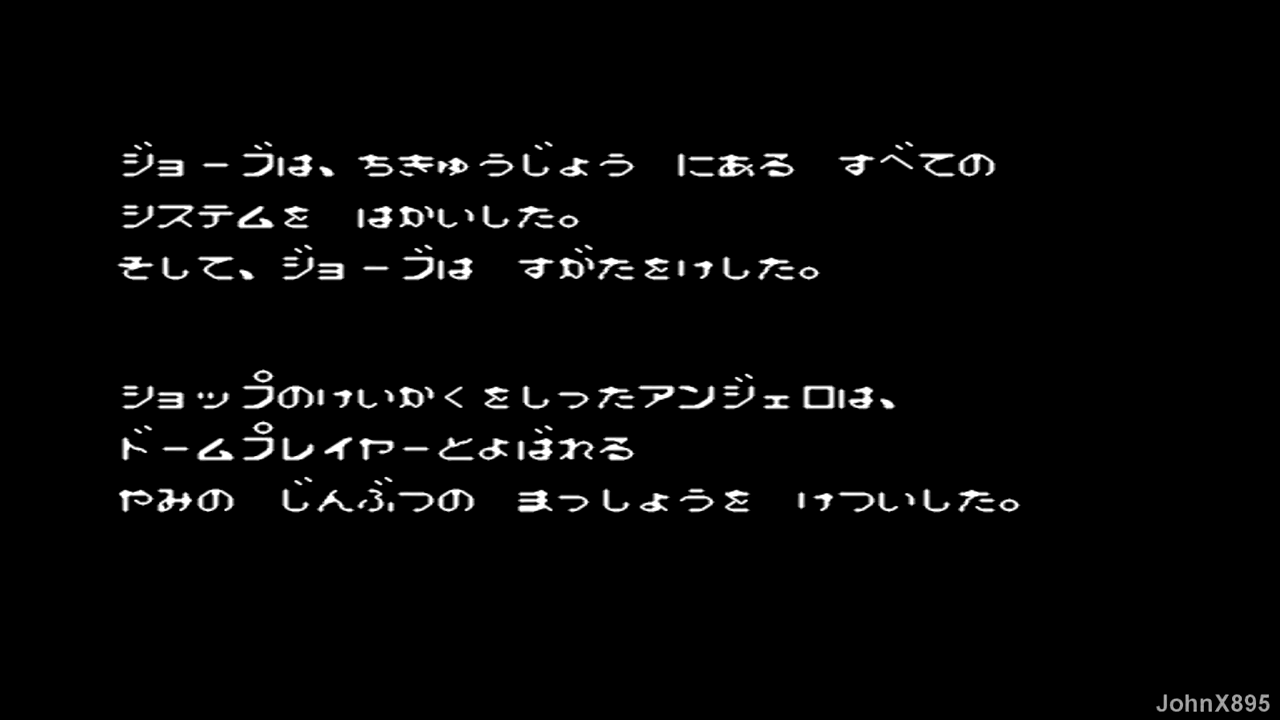 ジョーブは、ちきゅうじょう にある すべての
システムを はかいした。
そして、ジョーブは すがたをけした。
ショップのけいかくをしったアンジェロは、
ドームプレイヤーとよばれる
やみの じんぶつの まっしょうを けついした。
JohnX895